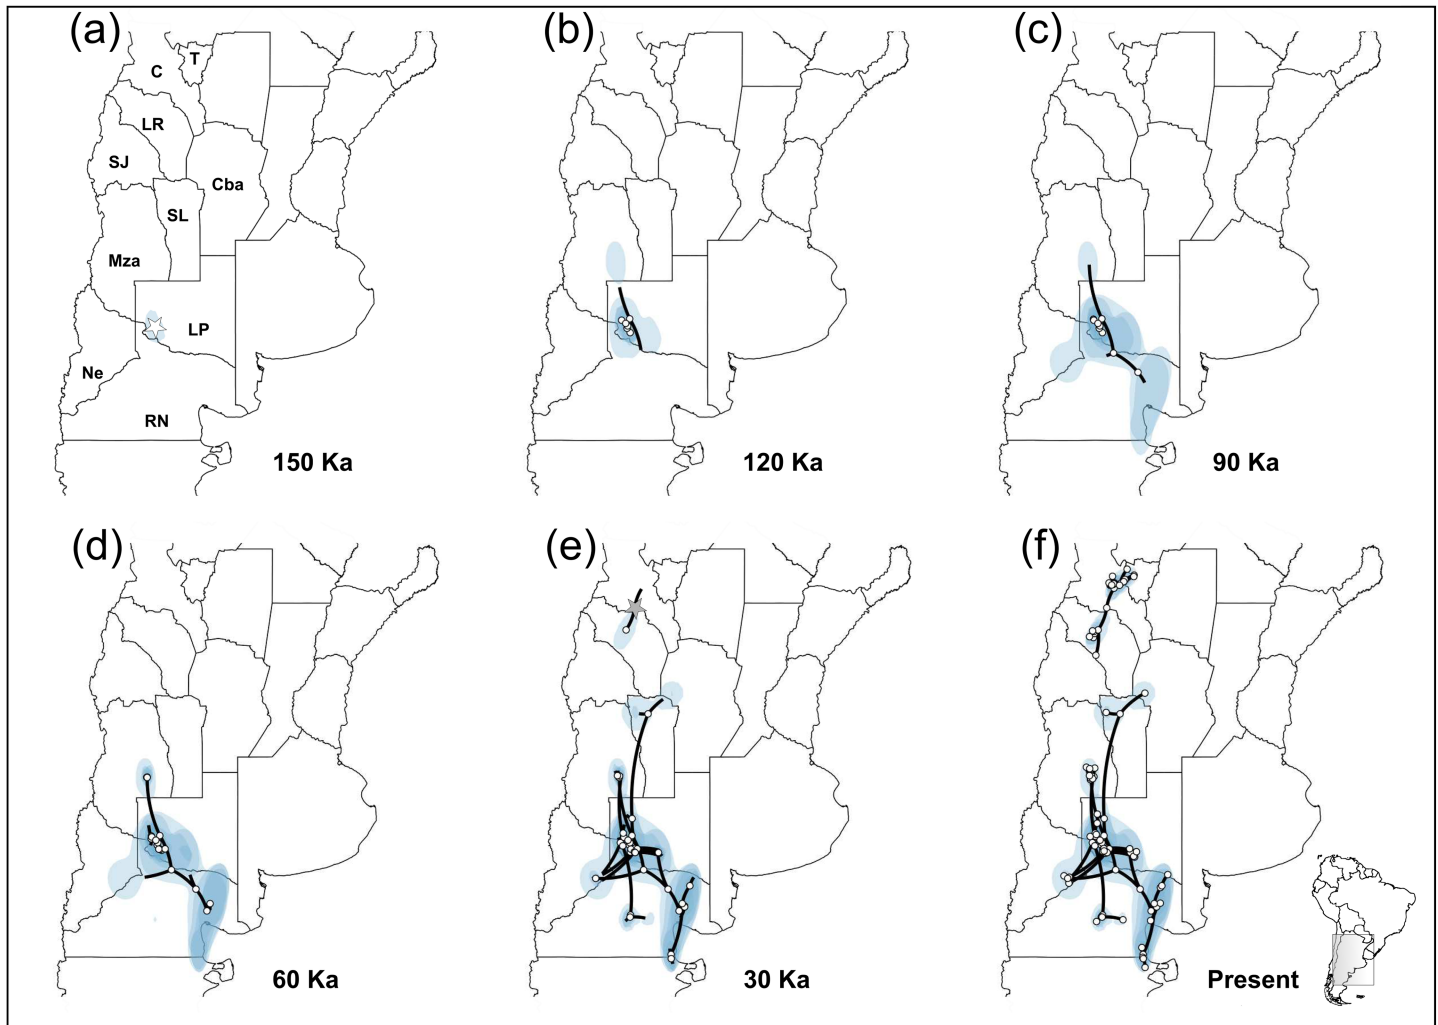 (a)
T
C
LR
SJ
Cba
SL
Mza
LP
Ne
RN
150 Ka
(b)
120 Ka
(c)
90 Ka
(d)
60 Ka
(e)
30 Ka
(f)
Present